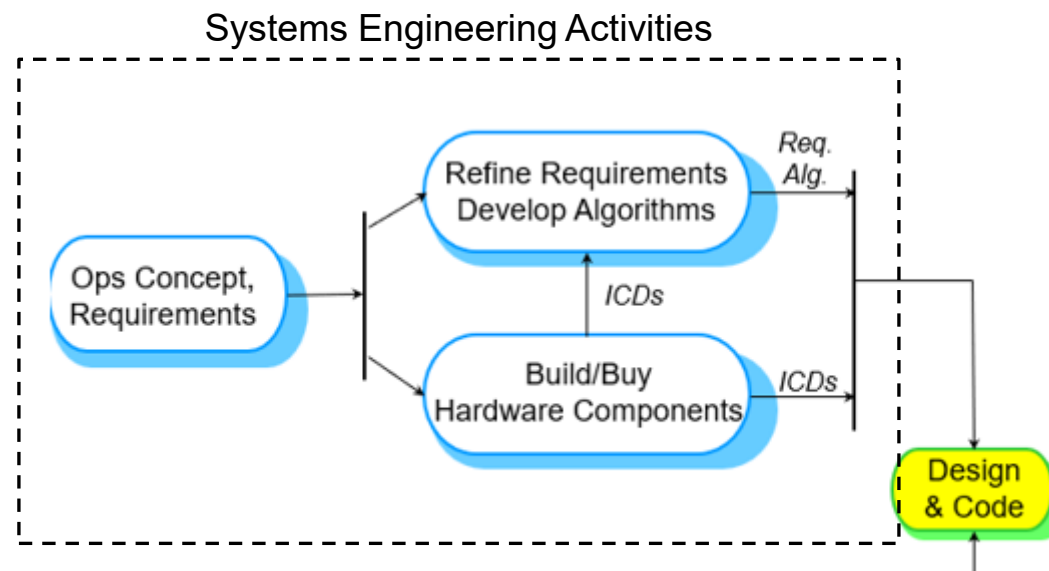 Systems Engineering Activities
Ops Concept,
Requirements
Refine Requirements
Develop Algorithms
Req.
Alg.
ICDs
Build/Buy
Hardware Components
ICDs
Design
& Code